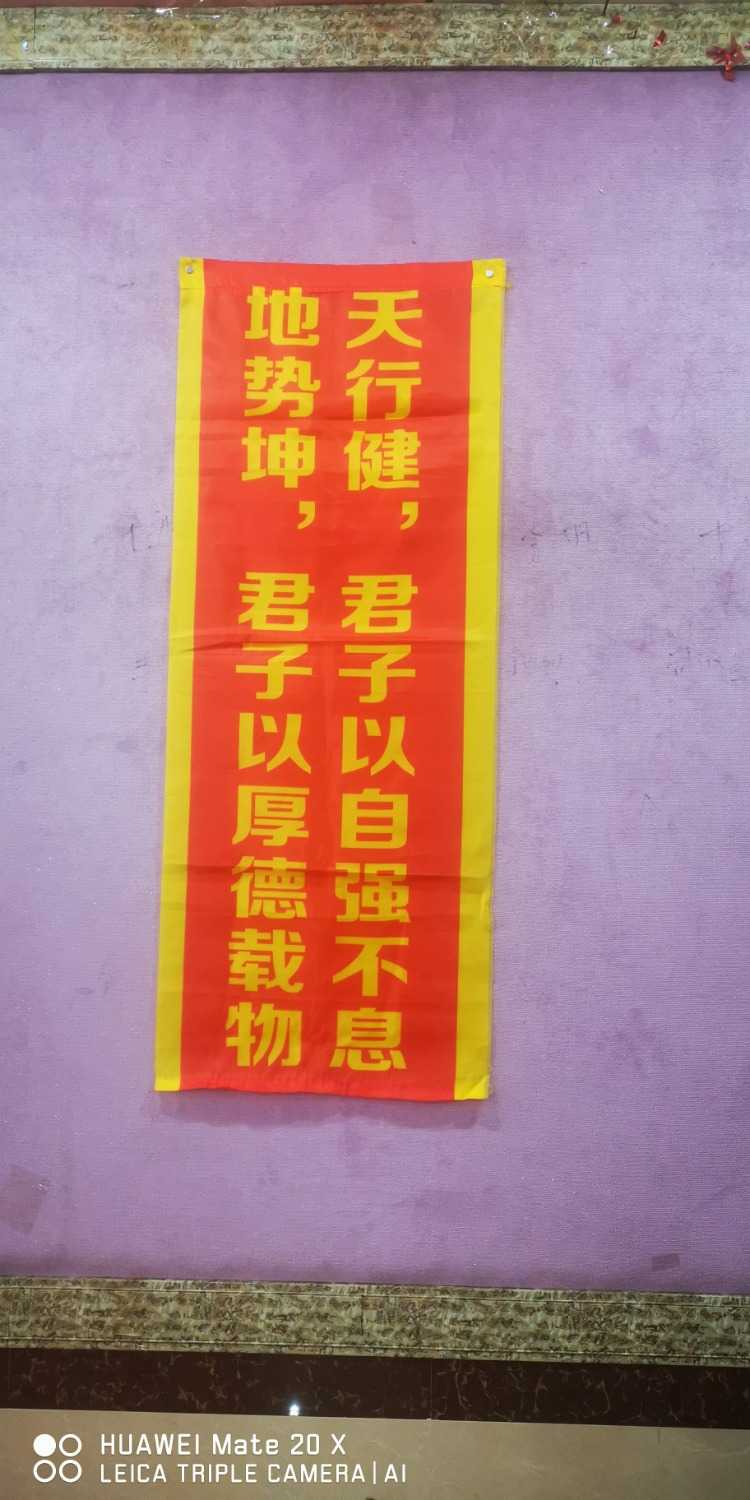 天行健，君子以自强不息
地势坤，君子以厚德载物
HUAWEI Mate 20 X
LEICA TRIPLE CAMERA | AI